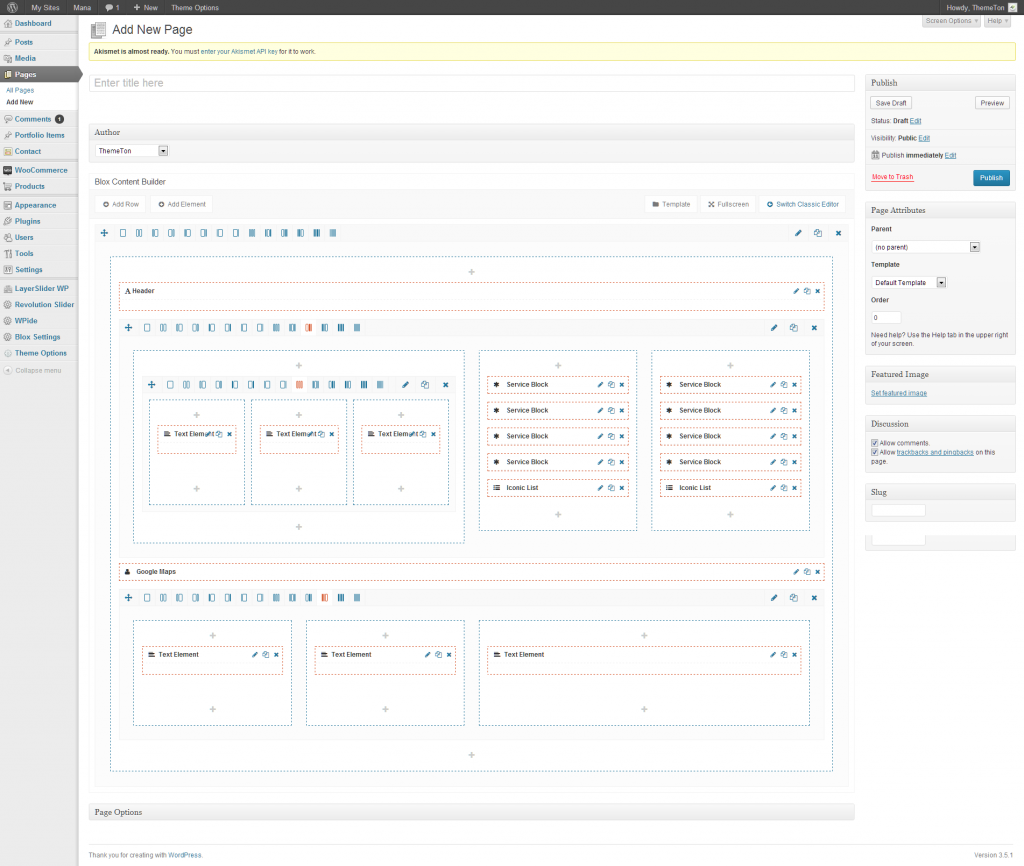 My Sites Mana 1 + New Theme Options Howdy, ThemeTon
Screen Options Help
Dashboard
Posts
Media
Pages
All Pages
Add New
Comments 1
Portfolio Items
Contact
WooCommerce
Products
Appearance
Plugins
Users
Tools
Settings
LayerSlider WP
Revolution Slider
WPide
Blox Settings
Theme Options
Collapse menu
Add New Page
Akismet is almost ready. You must enter your Akismet API key for it to work.
Enter title here
Author
ThemeTon
Blox Content Builder
Add Row Add Element Template Fullscreen Switch Classic Editor
A Header
Service Block Service Block
Service Block Service Block
Text Element Text Element Text Element Service Block Service Block
Service Block Service Block
Iconic List Iconic List
Google Maps
Text Element Text Element Text Element
Page Options
Publish
Save Draft Preview
Status: Draft Edit
Visibility: Public Edit
Publish immediately Edit
Move to Trash Publish
Page Attributes
Parent
(no parent)
Template
Default Template
Order
0
Need help? Use the Help tab in the upper right
of your screen.
Featured Image
Set featured image
Discussion
Allow comments.
Allow trackbacks and pingbacks on this
page.
Slug
Thank you for creating with WordPress. Version 3.5.1